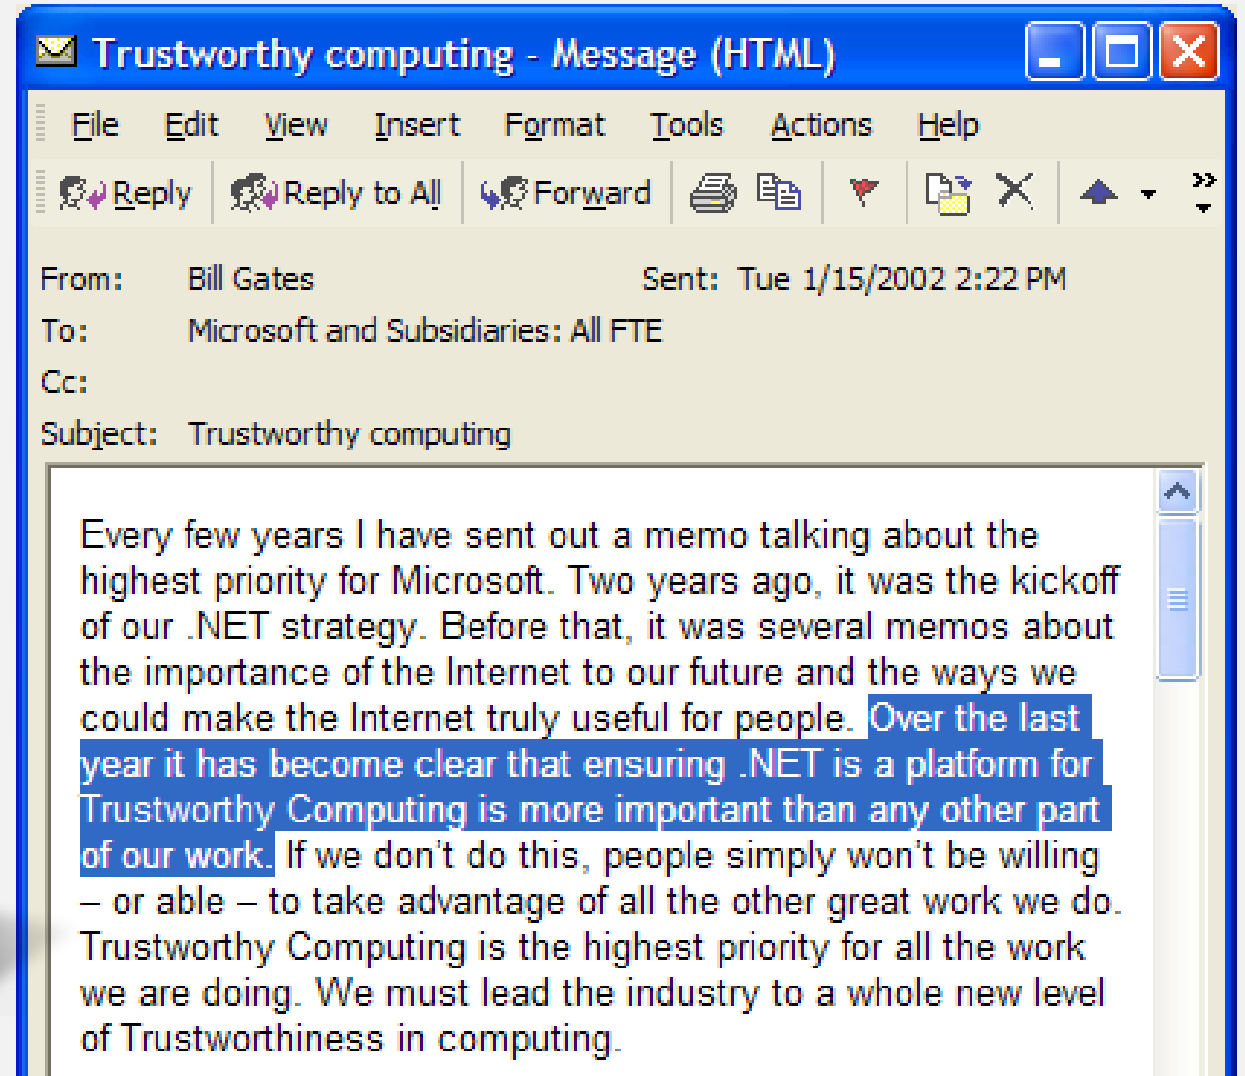 Trustworthy computing - Message (HTML)
File Edit View Insert Format Tools Actions Help
Reply Reply to All Forward
From: Bill Gates Sent: Tue 1/15/2002 2:22 PM
To: Microsoft and Subsidiaries: All FTE
Cc:
Subject: Trustworthy computing
Every few years I have sent out a memo talking about the
highest priority for Microsoft. Two years ago, it was the kickoff
of our .NET strategy. Before that, it was several memos about
the importance of the Internet to our future and the ways we
could make the Internet truly useful for people. Over the last
year it has become clear that ensuring .NET is a platform for
Trustworthy Computing is more important than any other part
of our work. If we don't do this, people simply won't be willing
– or able – to take advantage of all the other great work we do.
Trustworthy Computing is the highest priority for all the work
we are doing. We must lead the industry to a whole new level
of Trustworthiness in computing.